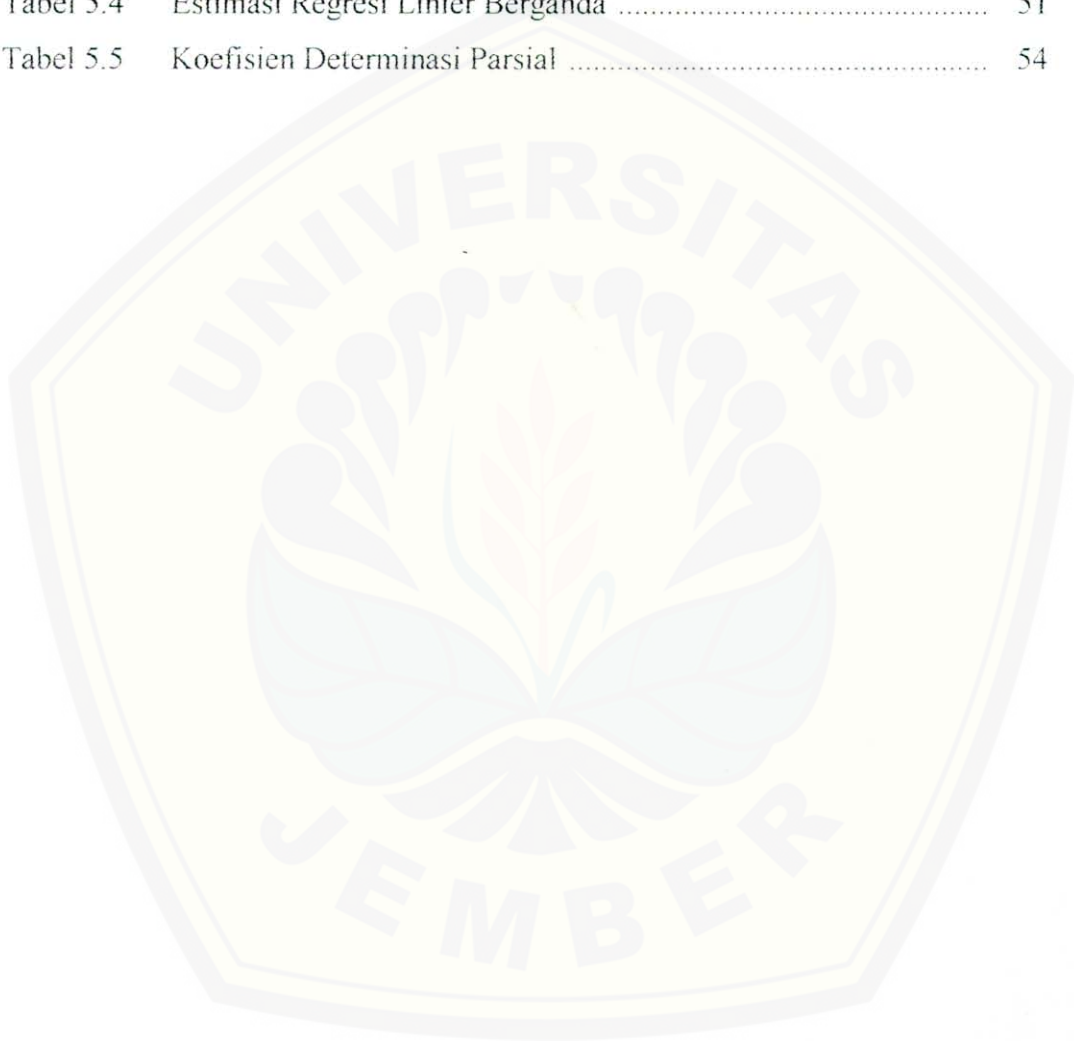 Tabel 5.4 Estimasi Regresi Linier Berganda ........................................ 51
Tabel 5.5 Koefisien Determinasi Parsial ........................................ 54
UNIVERSITAS
JEMBER